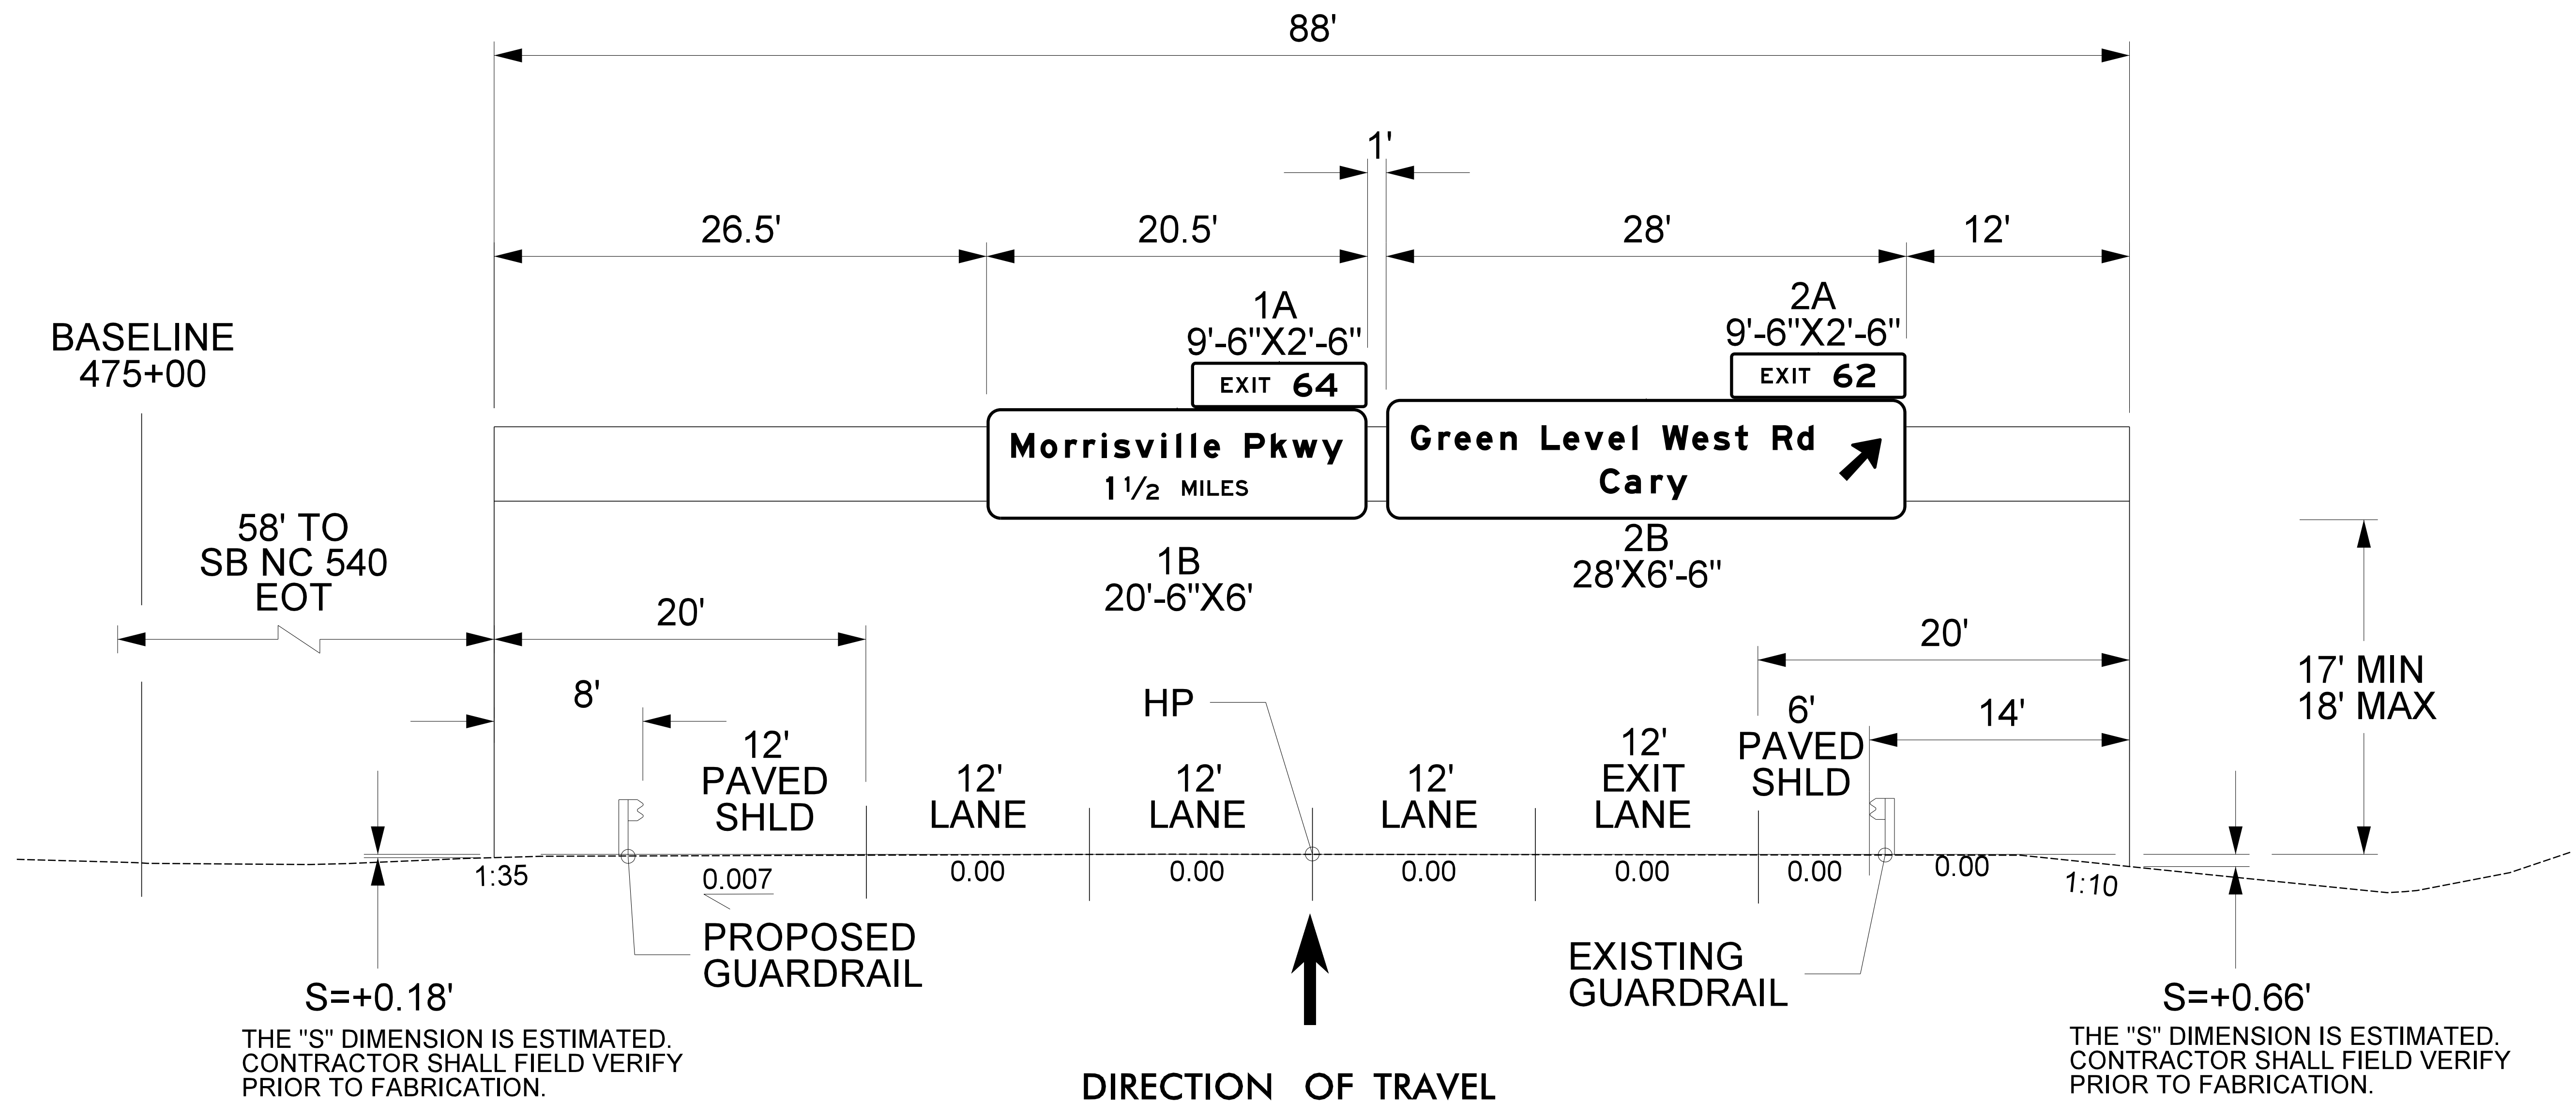 88'
1'
26.5'
20.5'
28'
12'
1A
9'-6"X2'-6"
2A
9'-6"X2'-6"
BASELINE
475+00
EXIT 64
EXIT 62
Morrisville Pkwy
1 1/2 MILES
Green Level West Rd
Cary
58' TO
SB NC 540
EOT
1B
20'-6"X6'
2B
28'X6'-6"
20'
20'
17' MIN
18' MAX
8'
HP
6'
PAVED
SHLD
14'
12'
PAVED
SHLD
12'
LANE
12'
LANE
12'
LANE
12'
EXIT
LANE
1:35
0.007
0.00
0.00
0.00
0.00
0.00
0.00
1:10
PROPOSED
GUARDRAIL
EXISTING
GUARDRAIL
S=+0.18'
THE "S" DIMENSION IS ESTIMATED.
CONTRACTOR SHALL FIELD VERIFY
PRIOR TO FABRICATION.
S=+0.66'
THE "S" DIMENSION IS ESTIMATED.
CONTRACTOR SHALL FIELD VERIFY
PRIOR TO FABRICATION.
DIRECTION OF TRAVEL